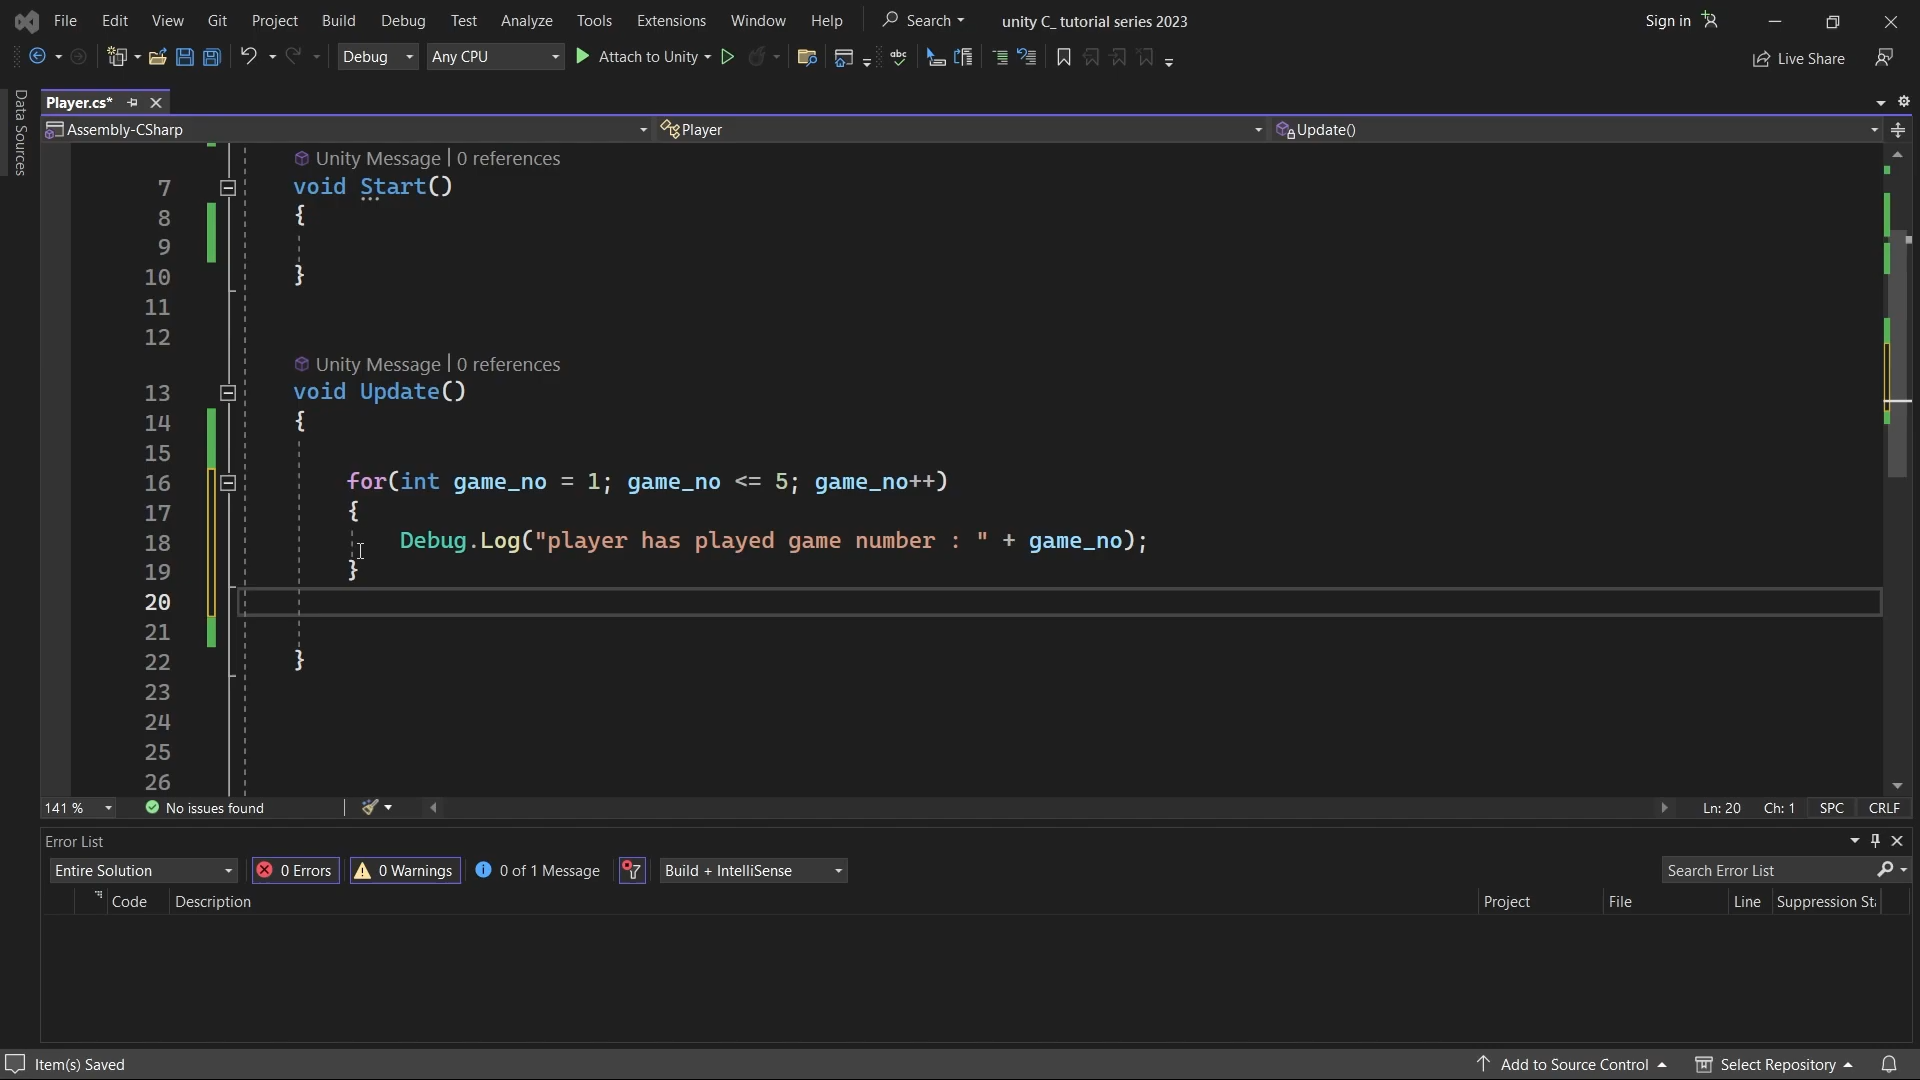 File Edit View Git Project Build Debug Test Analyze Tools Extensions Window Help Search unity C_ tutorial series 2023 Sign in
Debug Any CPU Attach to Unity abc Live Share
Data Sources
Player.cs*
Assembly-CSharp Player Update()
Unity Message | 0 references
7 void Start()
8 {
9
10 }
11
12
Unity Message | 0 references
13 void Update()
14 {
15
16 for(int game_no = 1; game_no <= 5; game_no++)
17 {
18 Debug.Log("player has played game number : " + game_no);
19 }
20
21
22 }
23
24
25
26
141 % No issues found Ln: 20 Ch: 1 SPC CRLF
Error List
Entire Solution 0 Errors 0 Warnings 0 of 1 Message Build + IntelliSense Search Error List
Code Description Project File Line Suppression St
Item(s) Saved Add to Source Control Select Repository